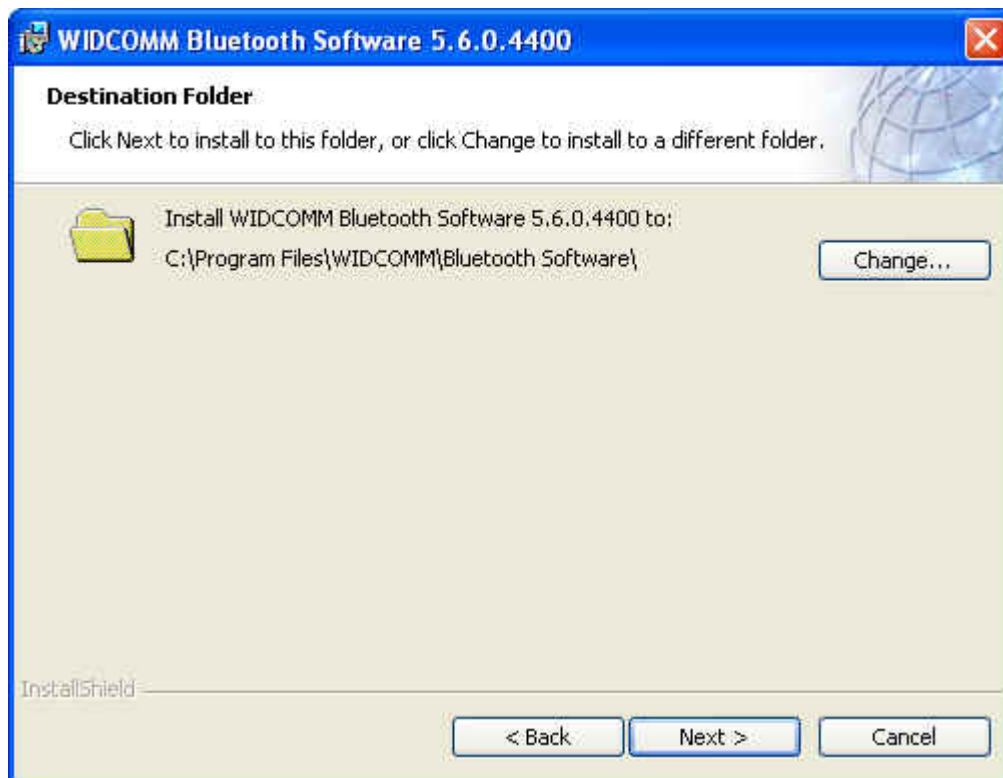 WIDCOMM Bluetooth Software 5.6.0.4400
Destination Folder
Click Next to install to this folder, or click Change to install to a different folder.
Install WIDCOMM Bluetooth Software 5.6.0.4400 to:
C:\Program Files\WIDCOMM\Bluetooth Software\
Change...
InstallShield
< Back
Next >
Cancel